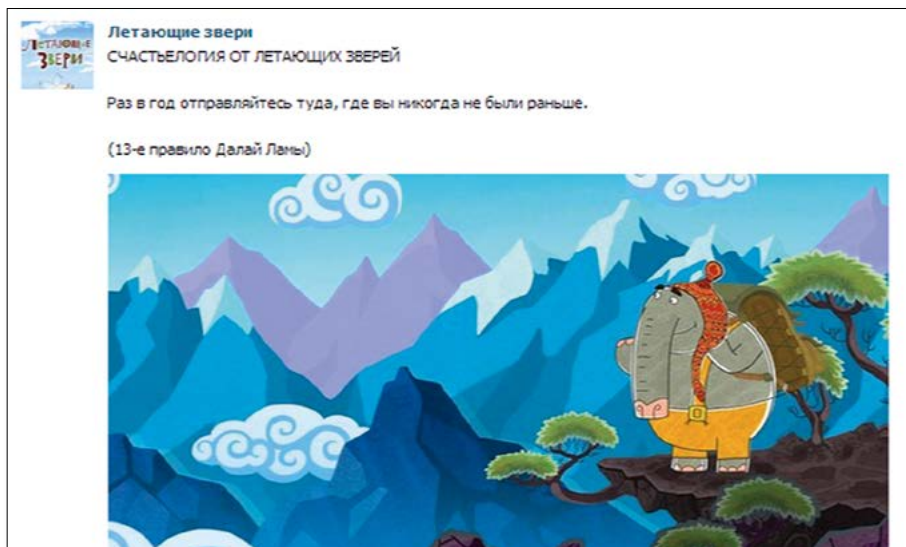 ЛЕТАЮЩИЕ
ЗВЕРИ
Летающие звери
СЧАСТЬЕЛОГИЯ ОТ ЛЕТАЮЩИХ ЗВЕРЕЙ
Раз в год отправляйтесь туда, где вы никогда не были раньше.
(13-е правило Далай Ламы)